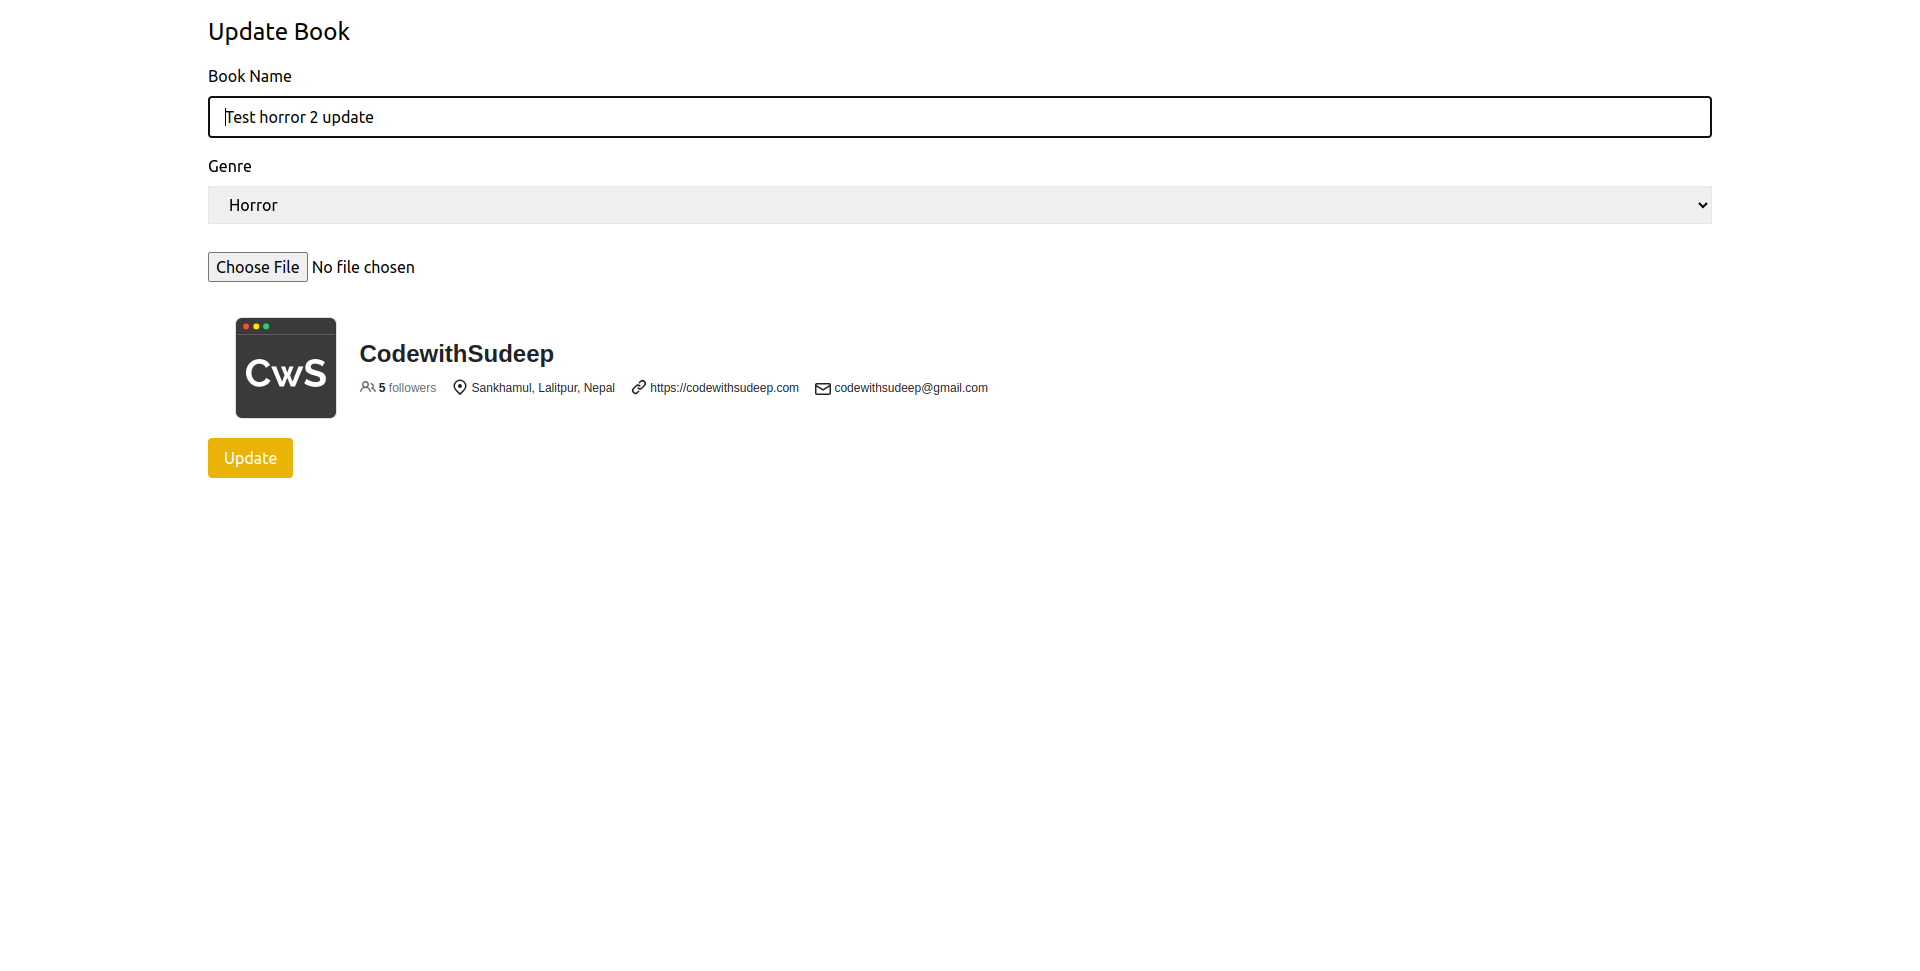 Update Book
Book Name
Test horror 2 update
Genre
Horror
Choose File No file chosen
CwS
CodewithSudeep
5 followers Sankhamul, Lalitpur, Nepal https://codewithsudeep.com codewithsudeep@gmail.com
Update